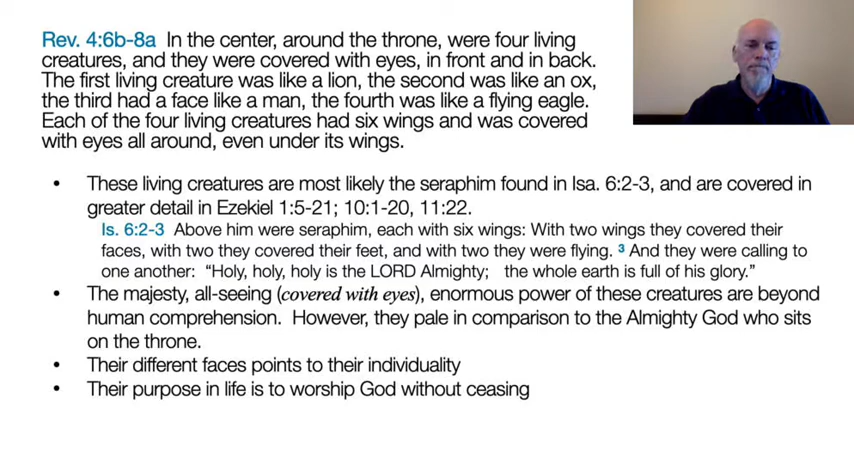 Rev. 4:6b-8a In the center, around the throne, were four living
creatures, and they were covered with eyes, in front and in back.
The first living creature was like a lion, the second was like an ox,
the third had a face like a man, the fourth was like a flying eagle.
Each of the four living creatures had six wings and was covered
with eyes all around, even under its wings.
• These living creatures are most likely the seraphim found in Isa. 6:2-3, and are covered in
greater detail in Ezekiel 1:5-21; 10:1-20, 11:22.
Is. 6:2-3 Above him were seraphim, each with six wings: With two wings they covered their
faces, with two they covered their feet, and with two they were flying. ³ And they were calling to
one another: “Holy, holy, holy is the LORD Almighty; the whole earth is full of his glory.”
• The majesty, all-seeing (covered with eyes), enormous power of these creatures are beyond
human comprehension. However, they pale in comparison to the Almighty God who sits
on the throne.
• Their different faces points to their individuality
• Their purpose in life is to worship God without ceasing